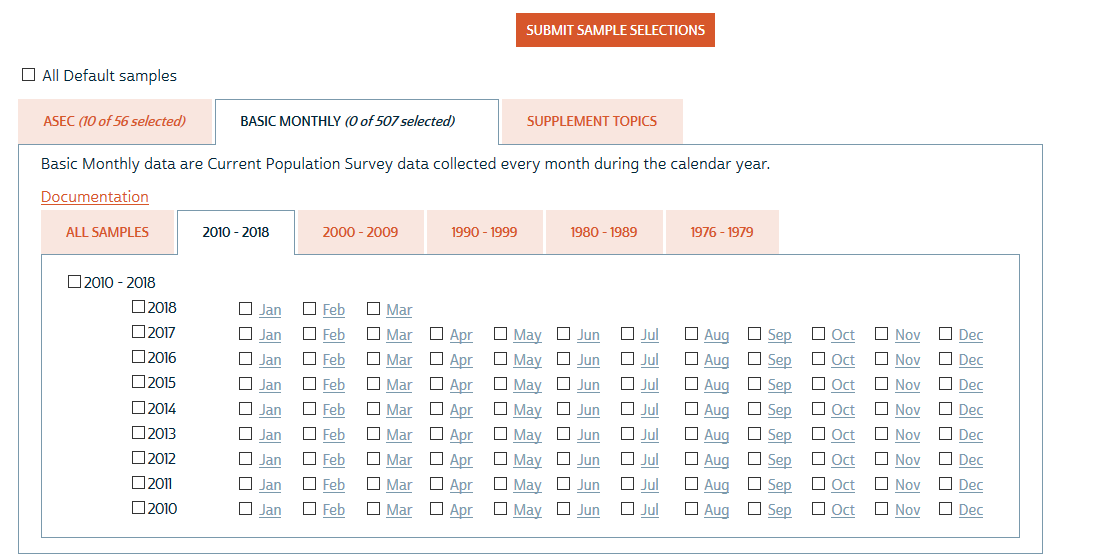 SUBMIT SAMPLE SELECTIONS
All Default samples
ASEC (10 of 56 selected) BASIC MONTHLY (0 of 507 selected) SUPPLEMENT TOPICS
Basic Monthly data are Current Population Survey data collected every month during the calendar year.
Documentation
ALL SAMPLES 2010 - 2018 2000 - 2009 1990 - 1999 1980 - 1989 1976 - 1979
2010 - 2018
2018 Jan Feb Mar
2017 Jan Feb Mar Apr May Jun Jul Aug Sep Oct Nov Dec
2016 Jan Feb Mar Apr May Jun Jul Aug Sep Oct Nov Dec
2015 Jan Feb Mar Apr May Jun Jul Aug Sep Oct Nov Dec
2014 Jan Feb Mar Apr May Jun Jul Aug Sep Oct Nov Dec
2013 Jan Feb Mar Apr May Jun Jul Aug Sep Oct Nov Dec
2012 Jan Feb Mar Apr May Jun Jul Aug Sep Oct Nov Dec
2011 Jan Feb Mar Apr May Jun Jul Aug Sep Oct Nov Dec
2010 Jan Feb Mar Apr May Jun Jul Aug Sep Oct Nov Dec